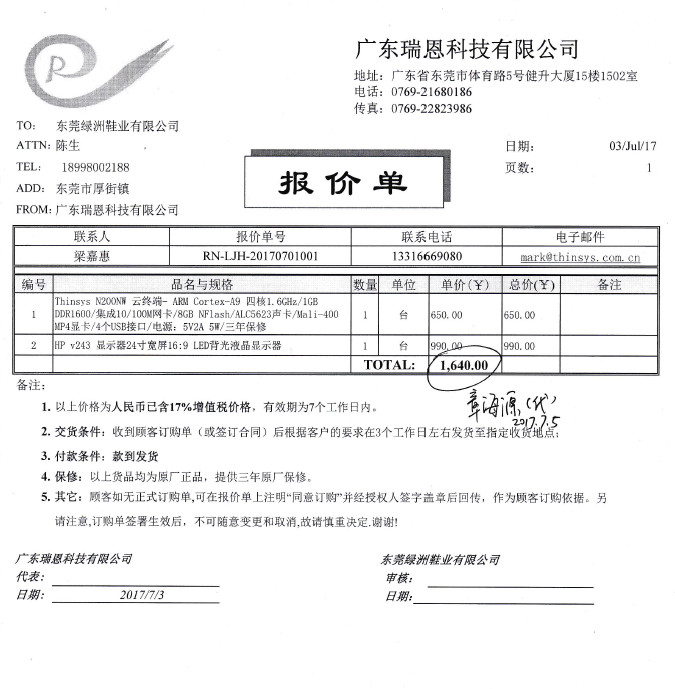 R
广东瑞恩科技有限公司
地址：广东省东莞市体育路5号健升大厦15楼1502室
电话：0769-21680186
传真：0769-22823986
TO: 东莞绿洲鞋业有限公司
ATTN: 陈生
日期： 03/Jul/17
TEL: 18998002188
页数： 1
报价单
ADD: 东莞市厚街镇
FROM: 广东瑞恩科技有限公司
联系人 报价单号 联系电话 电子邮件
梁嘉惠 RN-LJH-20170701001 13316669080 mark@thinsys.com.cn
编号 品名与规格 数量 单位 单价(￥) 总价(￥) 备注
1 Thinsys N200NW 云终端- ARM Cortex-A9 四核1.6GHz/1GB
DDR1600/集成10/100M网卡/8GB NFlash/ALC5623声卡/Mali-400
MP4显卡/4个USB接口/电源：5V2A 5W/三年保修 1 台 650.00 650.00
2 HP v243 显示器24寸宽屏16:9 LED背光液晶显示器 1 台 990.00 990.00
TOTAL: 1,640.00
备注：
1. 以上价格为人民币已含17%增值税价格，有效期为7个工作日内。
章海源（代）
2017.7.5
2. 交货条件：收到顾客订购单（或签订合同）后根据客户的要求在3个工作日左右发货至指定收货地点；
3. 付款条件：款到发货
4. 保修：以上货品均为原厂正品，提供三年原厂保修。
5. 其它：顾客如无正式订购单,可在报价单上注明“同意订购”并经授权人签字盖章后回传，作为顾客订购依据。另
请注意,订购单签署生效后，不可随意变更和取消,故请慎重决定.谢谢!
广东瑞恩科技有限公司 东莞绿洲鞋业有限公司
代表： 审核：
日期： 2017/7/3 日期: